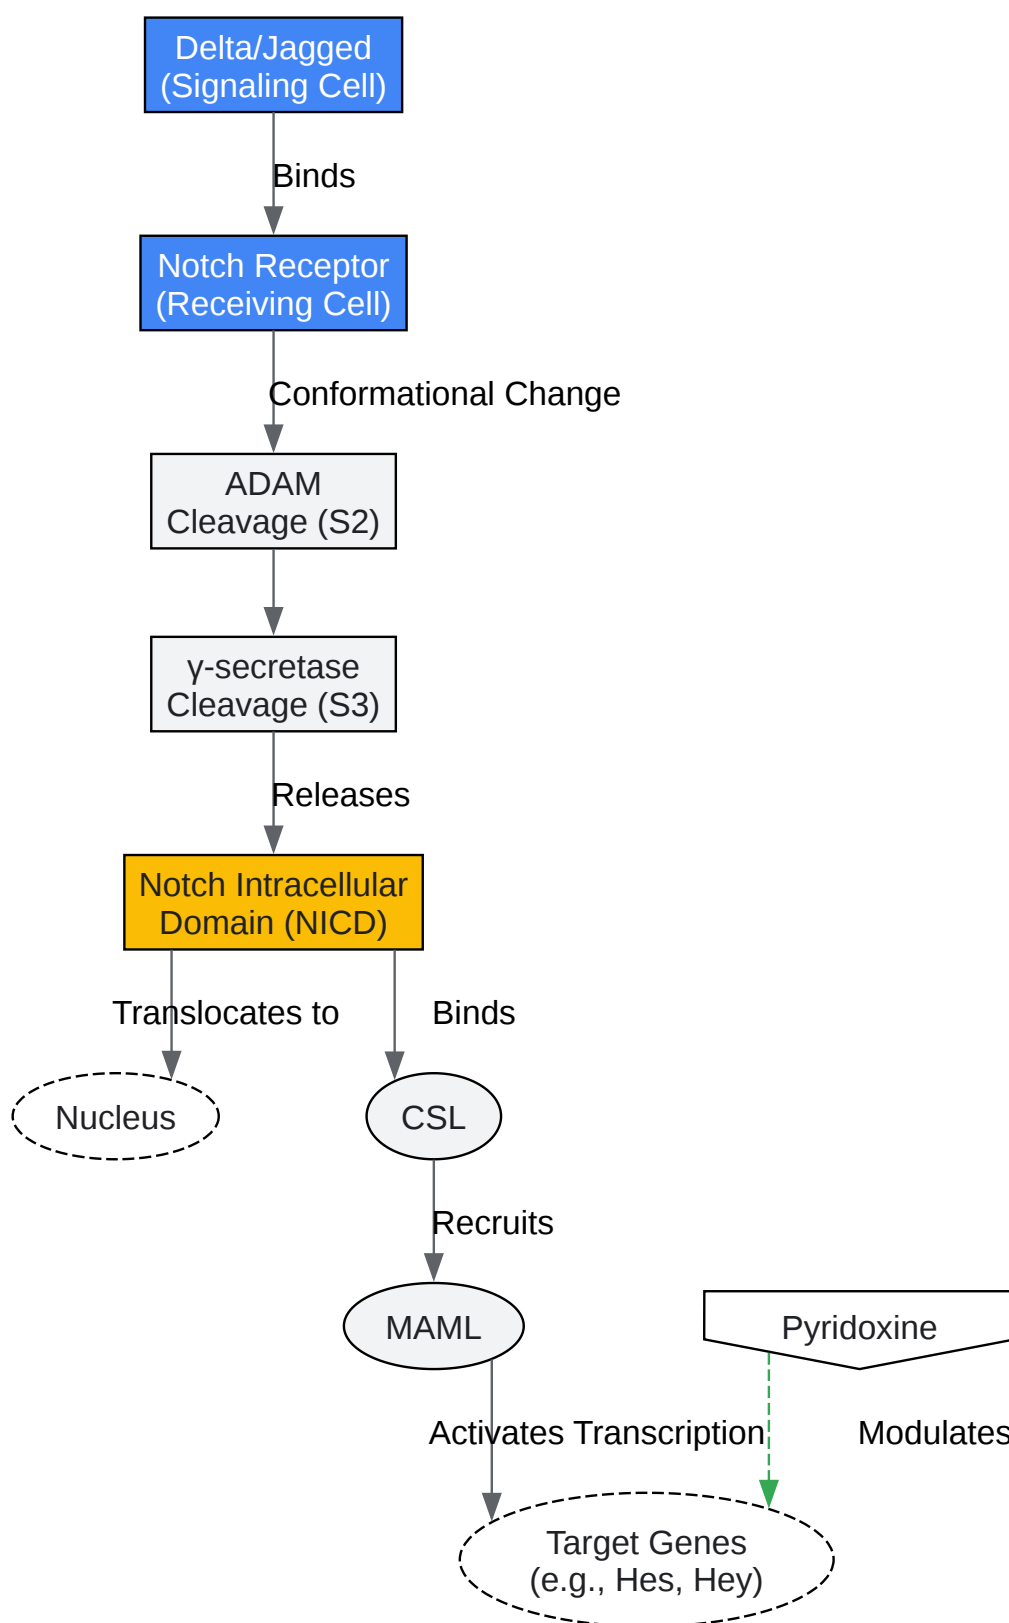 Delta/Jagged
(Signaling Cell)
Binds
Notch Receptor
(Receiving Cell)
Conformational Change
ADAM
Cleavage (S2)
γ-secretase
Cleavage (S3)
Releases
Notch Intracellular
Domain (NICD)
Translocates to
Binds
Nucleus
CSL
Recruits
MAML
Pyridoxine
Activates Transcription
Modulates
Target Genes
(e.g., Hes, Hey)